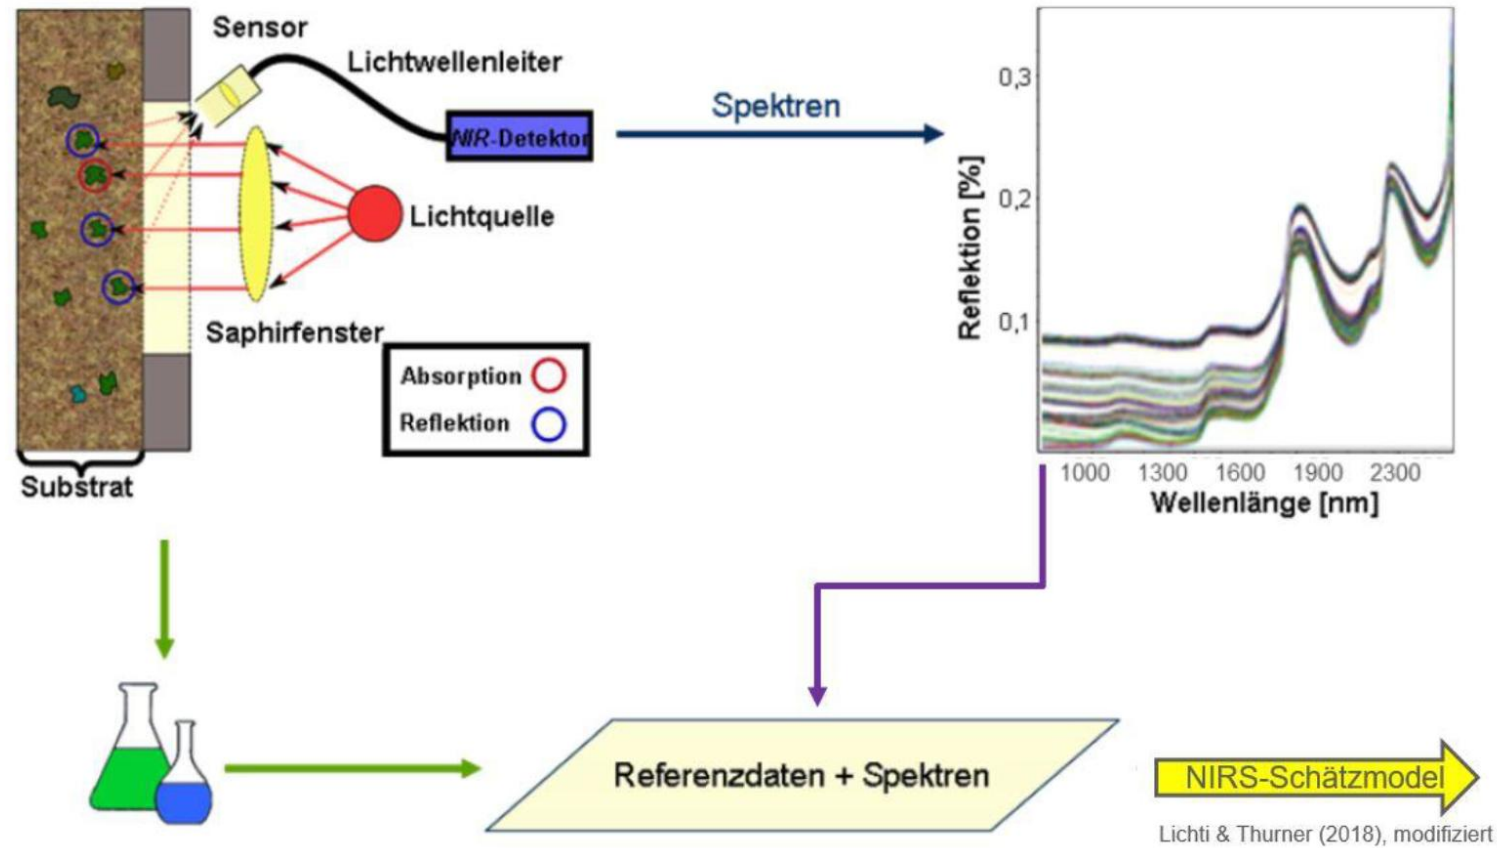 Sensor
Lichtwellenleiter
NIR-Detektor
Spektren
Lichtquelle
Saphirfenster
Absorption
Reflektion
Substrat
0,3
0,2
0,1
Reflektion [%]
1000 1300 1600 1900 2300
Wellenlänge [nm]
Referenzdaten + Spektren
NIRS-Schätzmodel
Lichti & Thurner (2018), modifiziert